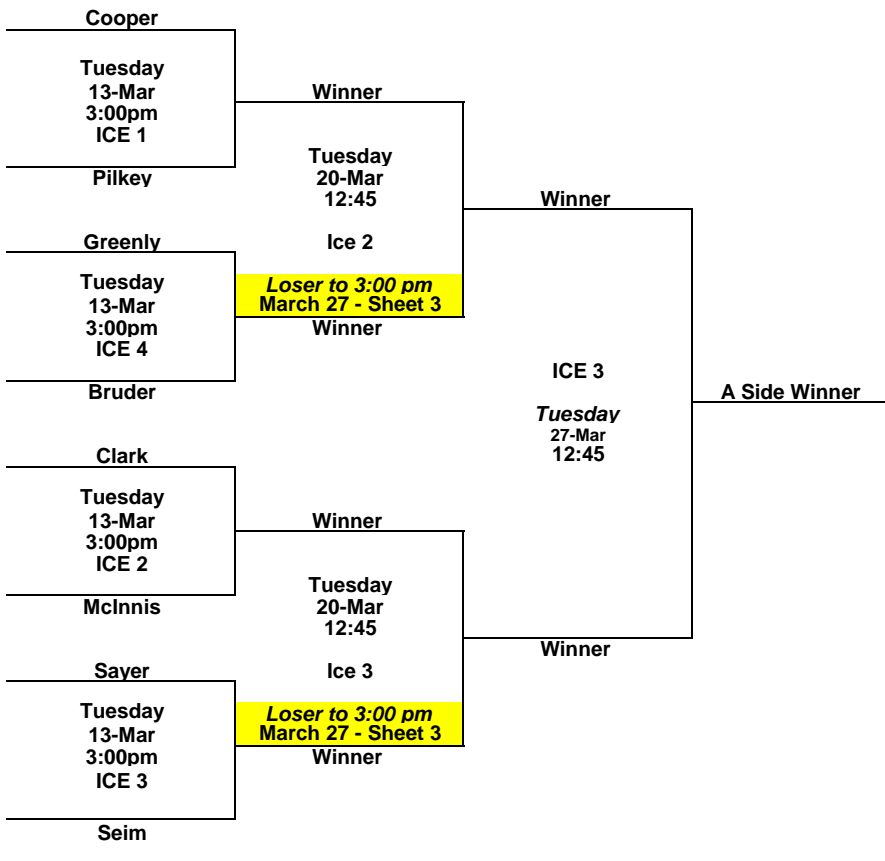 Cooper
Tuesday
13-Mar
3:00pm
ICE 1
Pilkey
Greenly
Tuesday
13-Mar
3:00pm
ICE 4
Bruder
Clark
Tuesday
13-Mar
3:00pm
ICE 2
McInnis
Sayer
Tuesday
13-Mar
3:00pm
ICE 3
Seim
Winner
Tuesday
20-Mar
12:45
Ice 2
Loser to 3:00 pm
March 27 - Sheet 3
Winner
Winner
Tuesday
20-Mar
12:45
Ice 3
Loser to 3:00 pm
March 27 - Sheet 3
Winner
Winner
ICE 3
Tuesday
27-Mar
12:45
Winner
A Side Winner